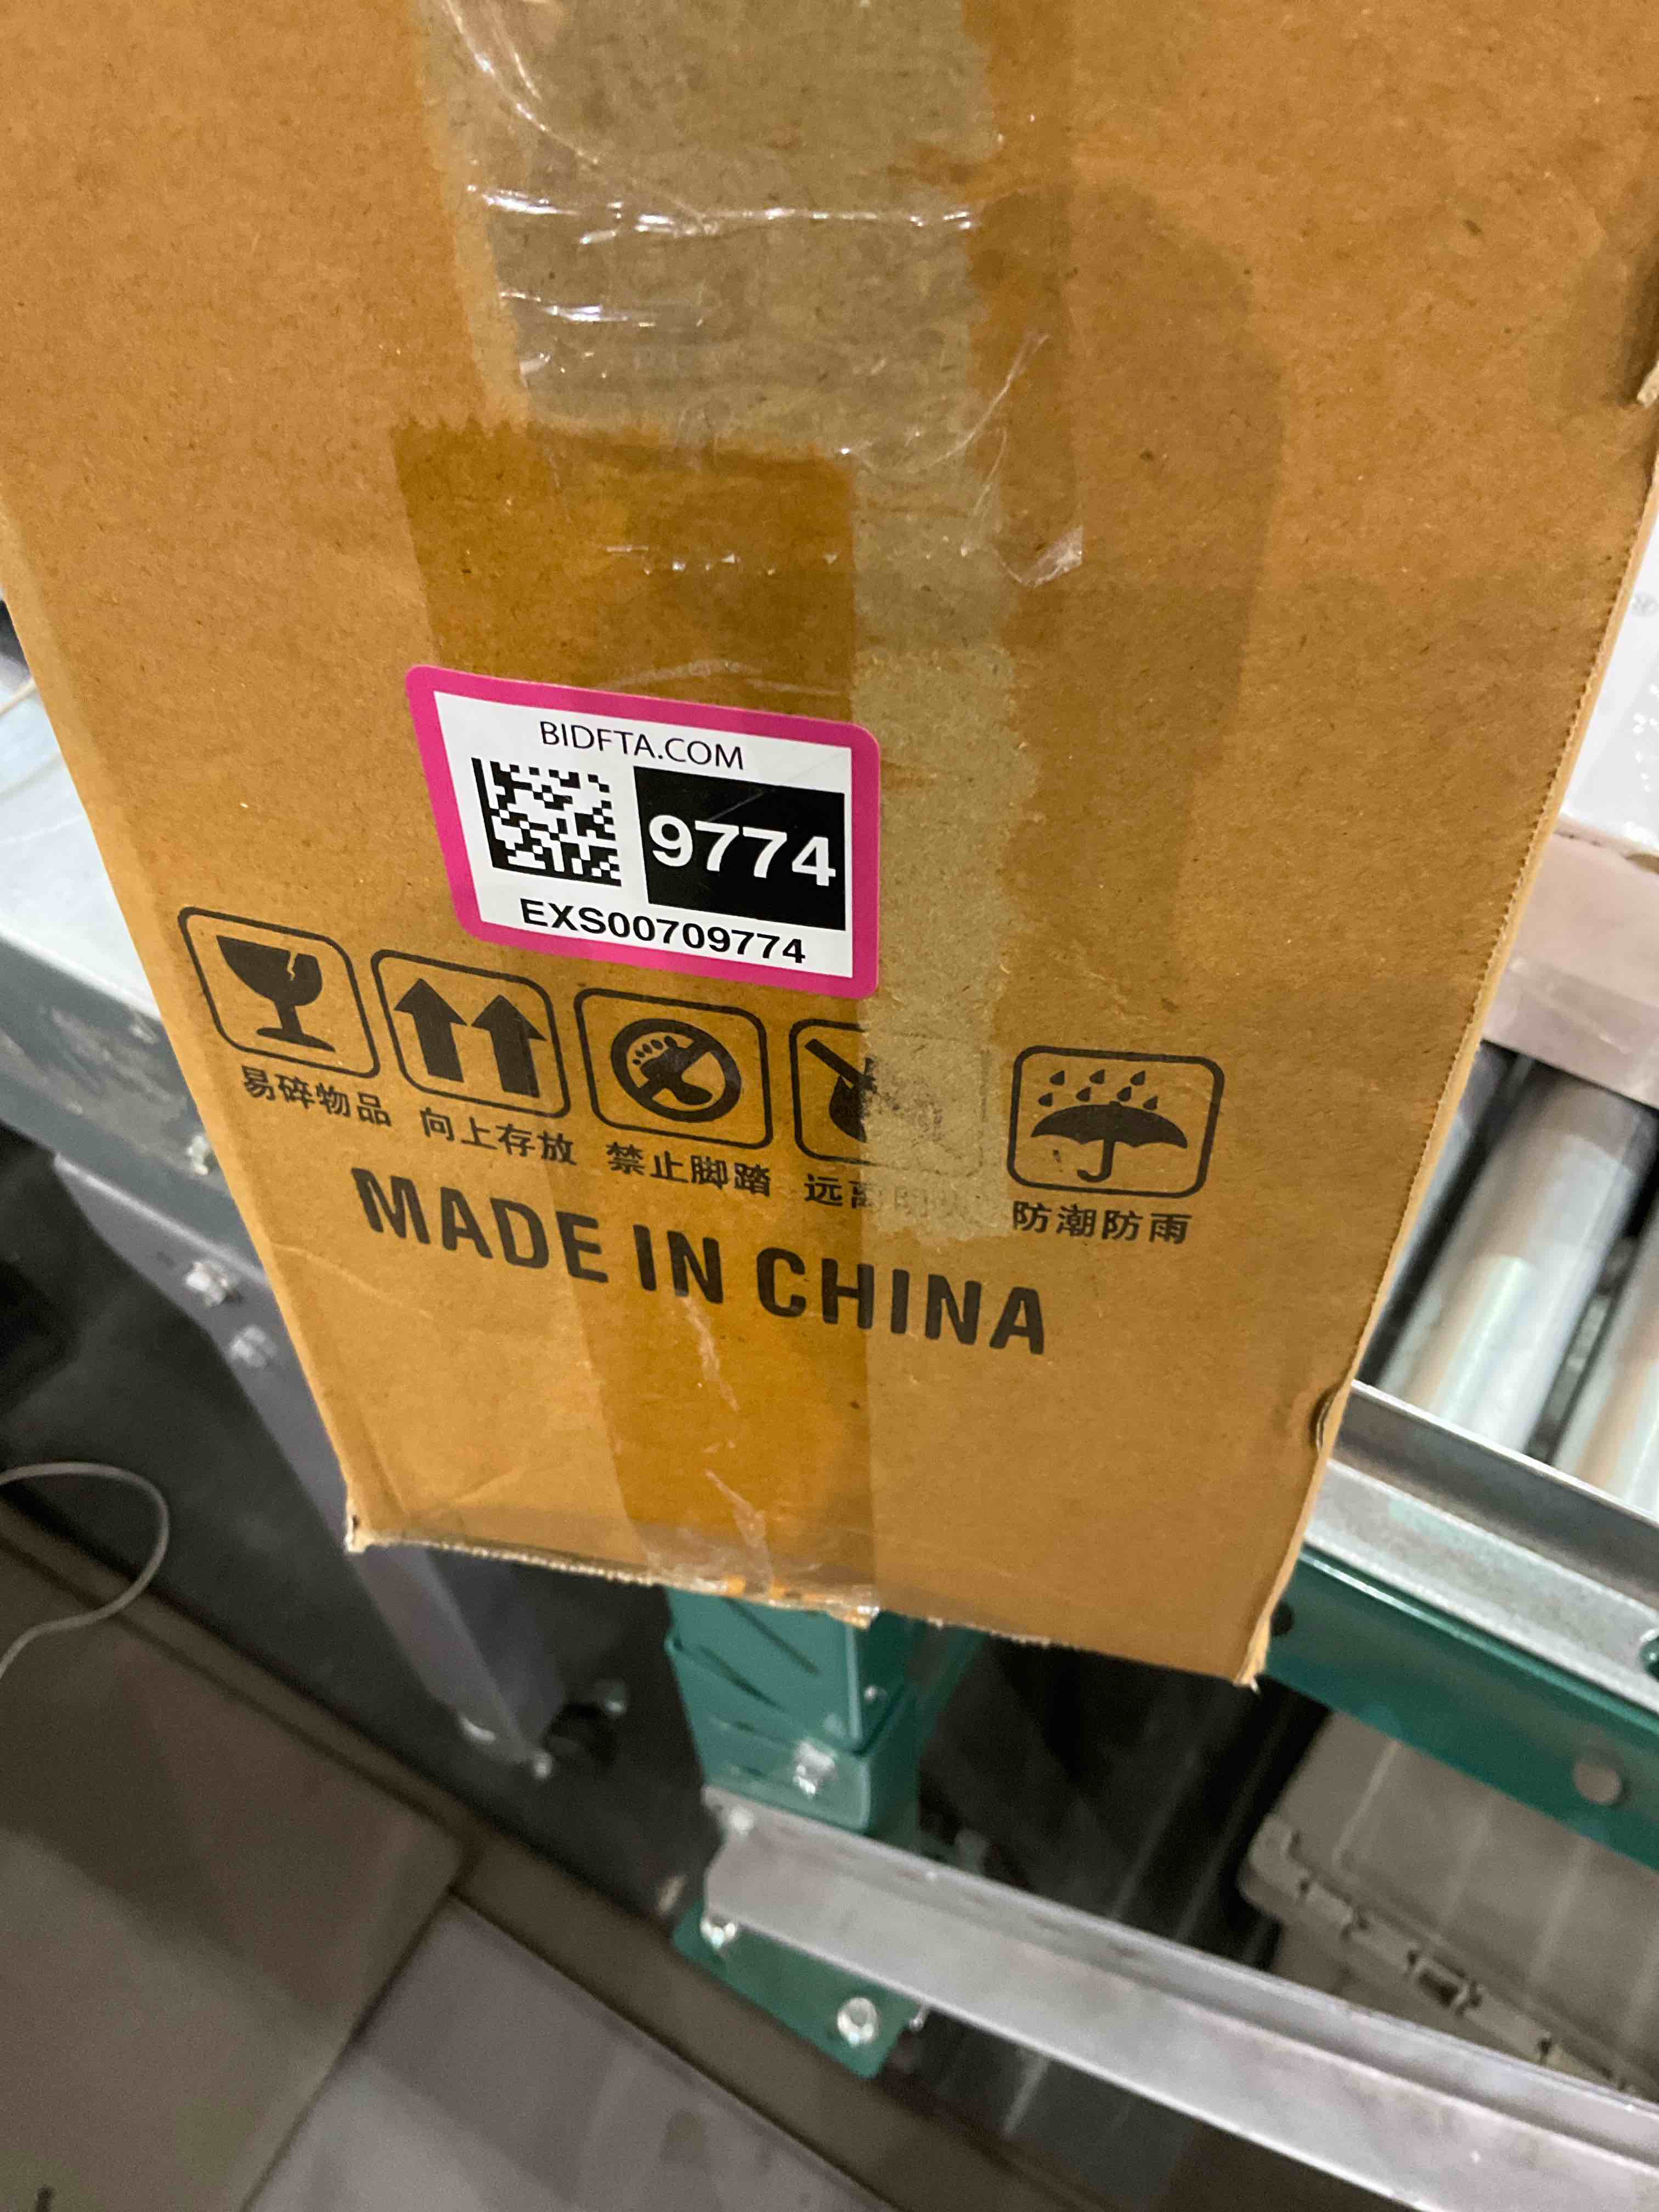 BIDFTA.COM
9774
EXS00709774
易碎物品 向上存放 禁止脚踏 远离 防潮防雨
MADE IN CHINA